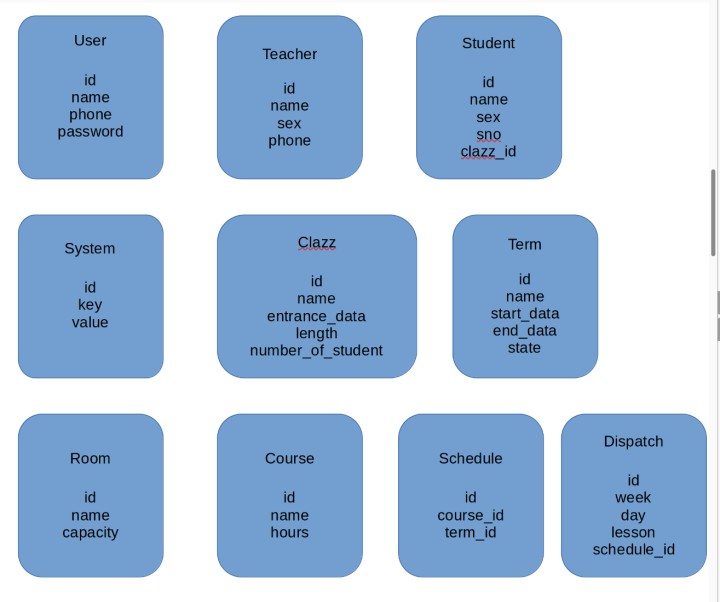 User
id
name
phone
password
Teacher
id
name
sex
phone
Student
id
name
sex
sno
clazz_id
System
id
key
value
Clazz
id
name
entrance_data
length
number_of_student
Term
id
name
start_data
end_data
state
Room
id
name
capacity
Course
id
name
hours
Schedule
id
course_id
term_id
Dispatch
id
week
day
lesson
schedule_id